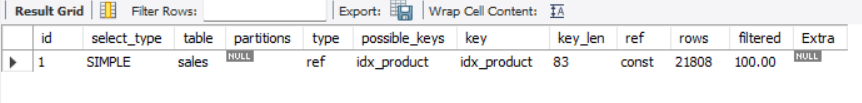 Result Grid Filter Rows: Export: Wrap Cell Content: IA
id select_type table partitions type possible_keys key key_len ref rows filtered Extra
1 SIMPLE sales NULL ref idx_product idx_product 83 const 21808 100.00 NULL